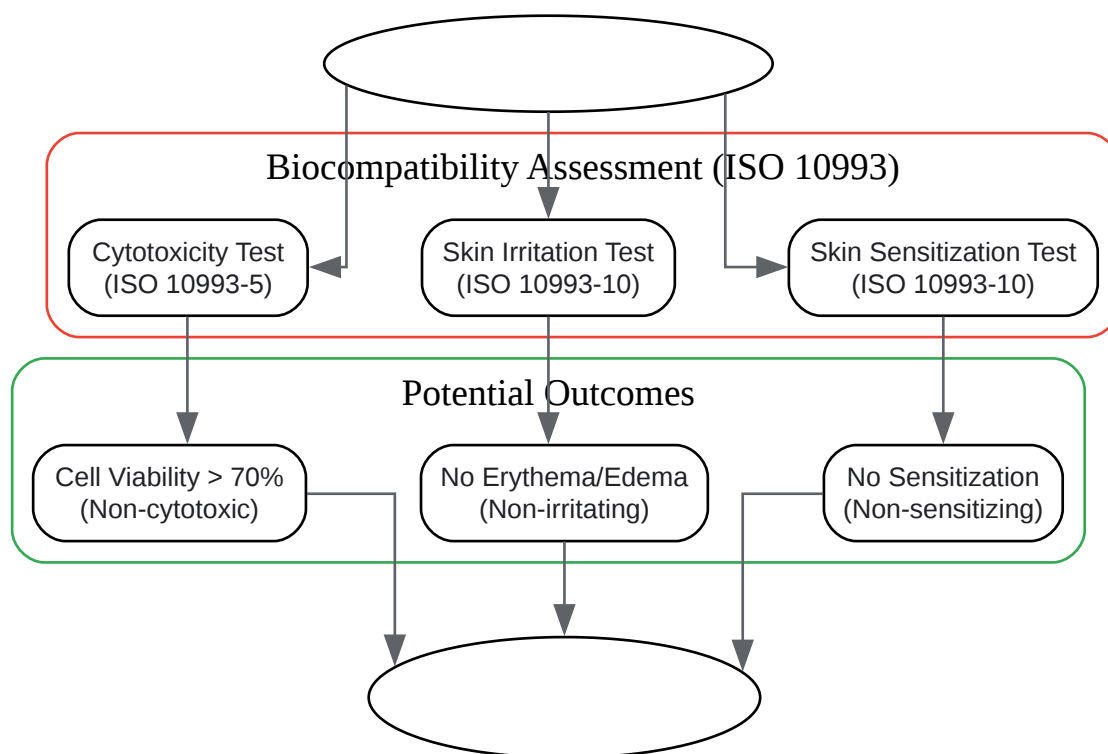 Biocompatibility Assessment (ISO 10993)
Cytotoxicity Test
(ISO 10993-5)
Skin Irritation Test
(ISO 10993-10)
Skin Sensitization Test
(ISO 10993-10)
Potential Outcomes
Cell Viability > 70%
(Non-cytotoxic)
No Erythema/Edema
(Non-irritating)
No Sensitization
(Non-sensitizing)